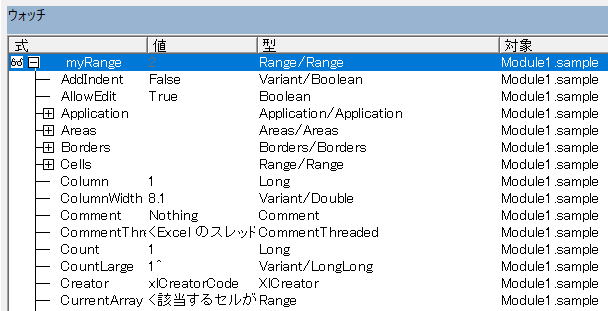 ウォッチ
式 値 型 対象
myRange 2 Range/Range Module1.sample
AddIndent False Variant/Boolean Module1.sample
AllowEdit True Boolean Module1.sample
Application Application/Application Module1.sample
Areas Areas/Areas Module1.sample
Borders Borders/Borders Module1.sample
Cells Range/Range Module1.sample
Column 1 Long Module1.sample
ColumnWidth 8.1 Variant/Double Module1.sample
Comment Nothing Comment Module1.sample
CommentThr <Excel のスレッド CommentThreaded Module1.sample
Count 1 Long Module1.sample
CountLarge 1^ Variant/LongLong Module1.sample
Creator xlCreatorCode XlCreator Module1.sample
CurrentArray <該当するセルが Range Module1.sample